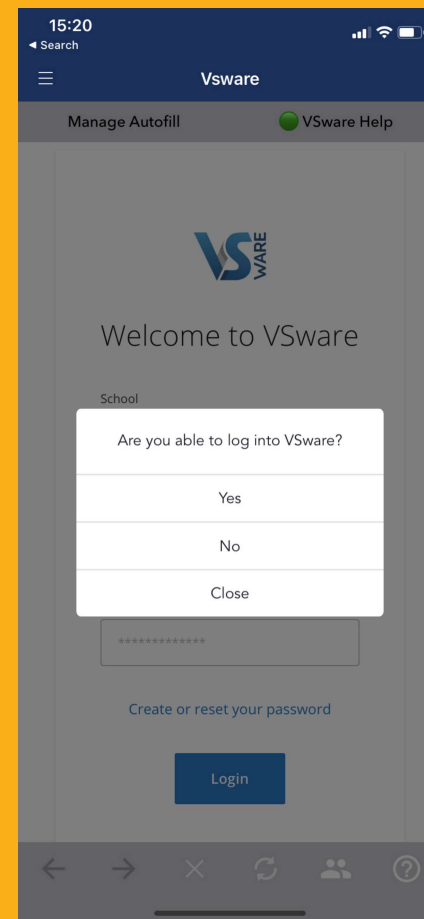 15:20
◄ Search
Vsware
Manage Autofill
VSware Help
VS WARE
Welcome to VSware
School
Are you able to log into VSware?
Yes
No
Close
*************
Create or reset your password
Login